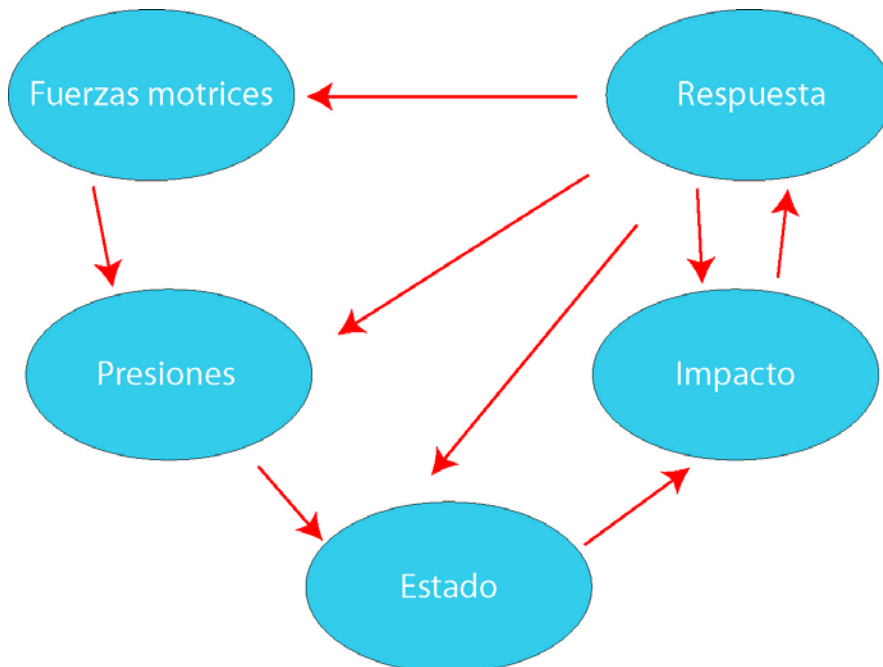 Fuerzas motrices
Respuesta
Presiones
Impacto
Estado